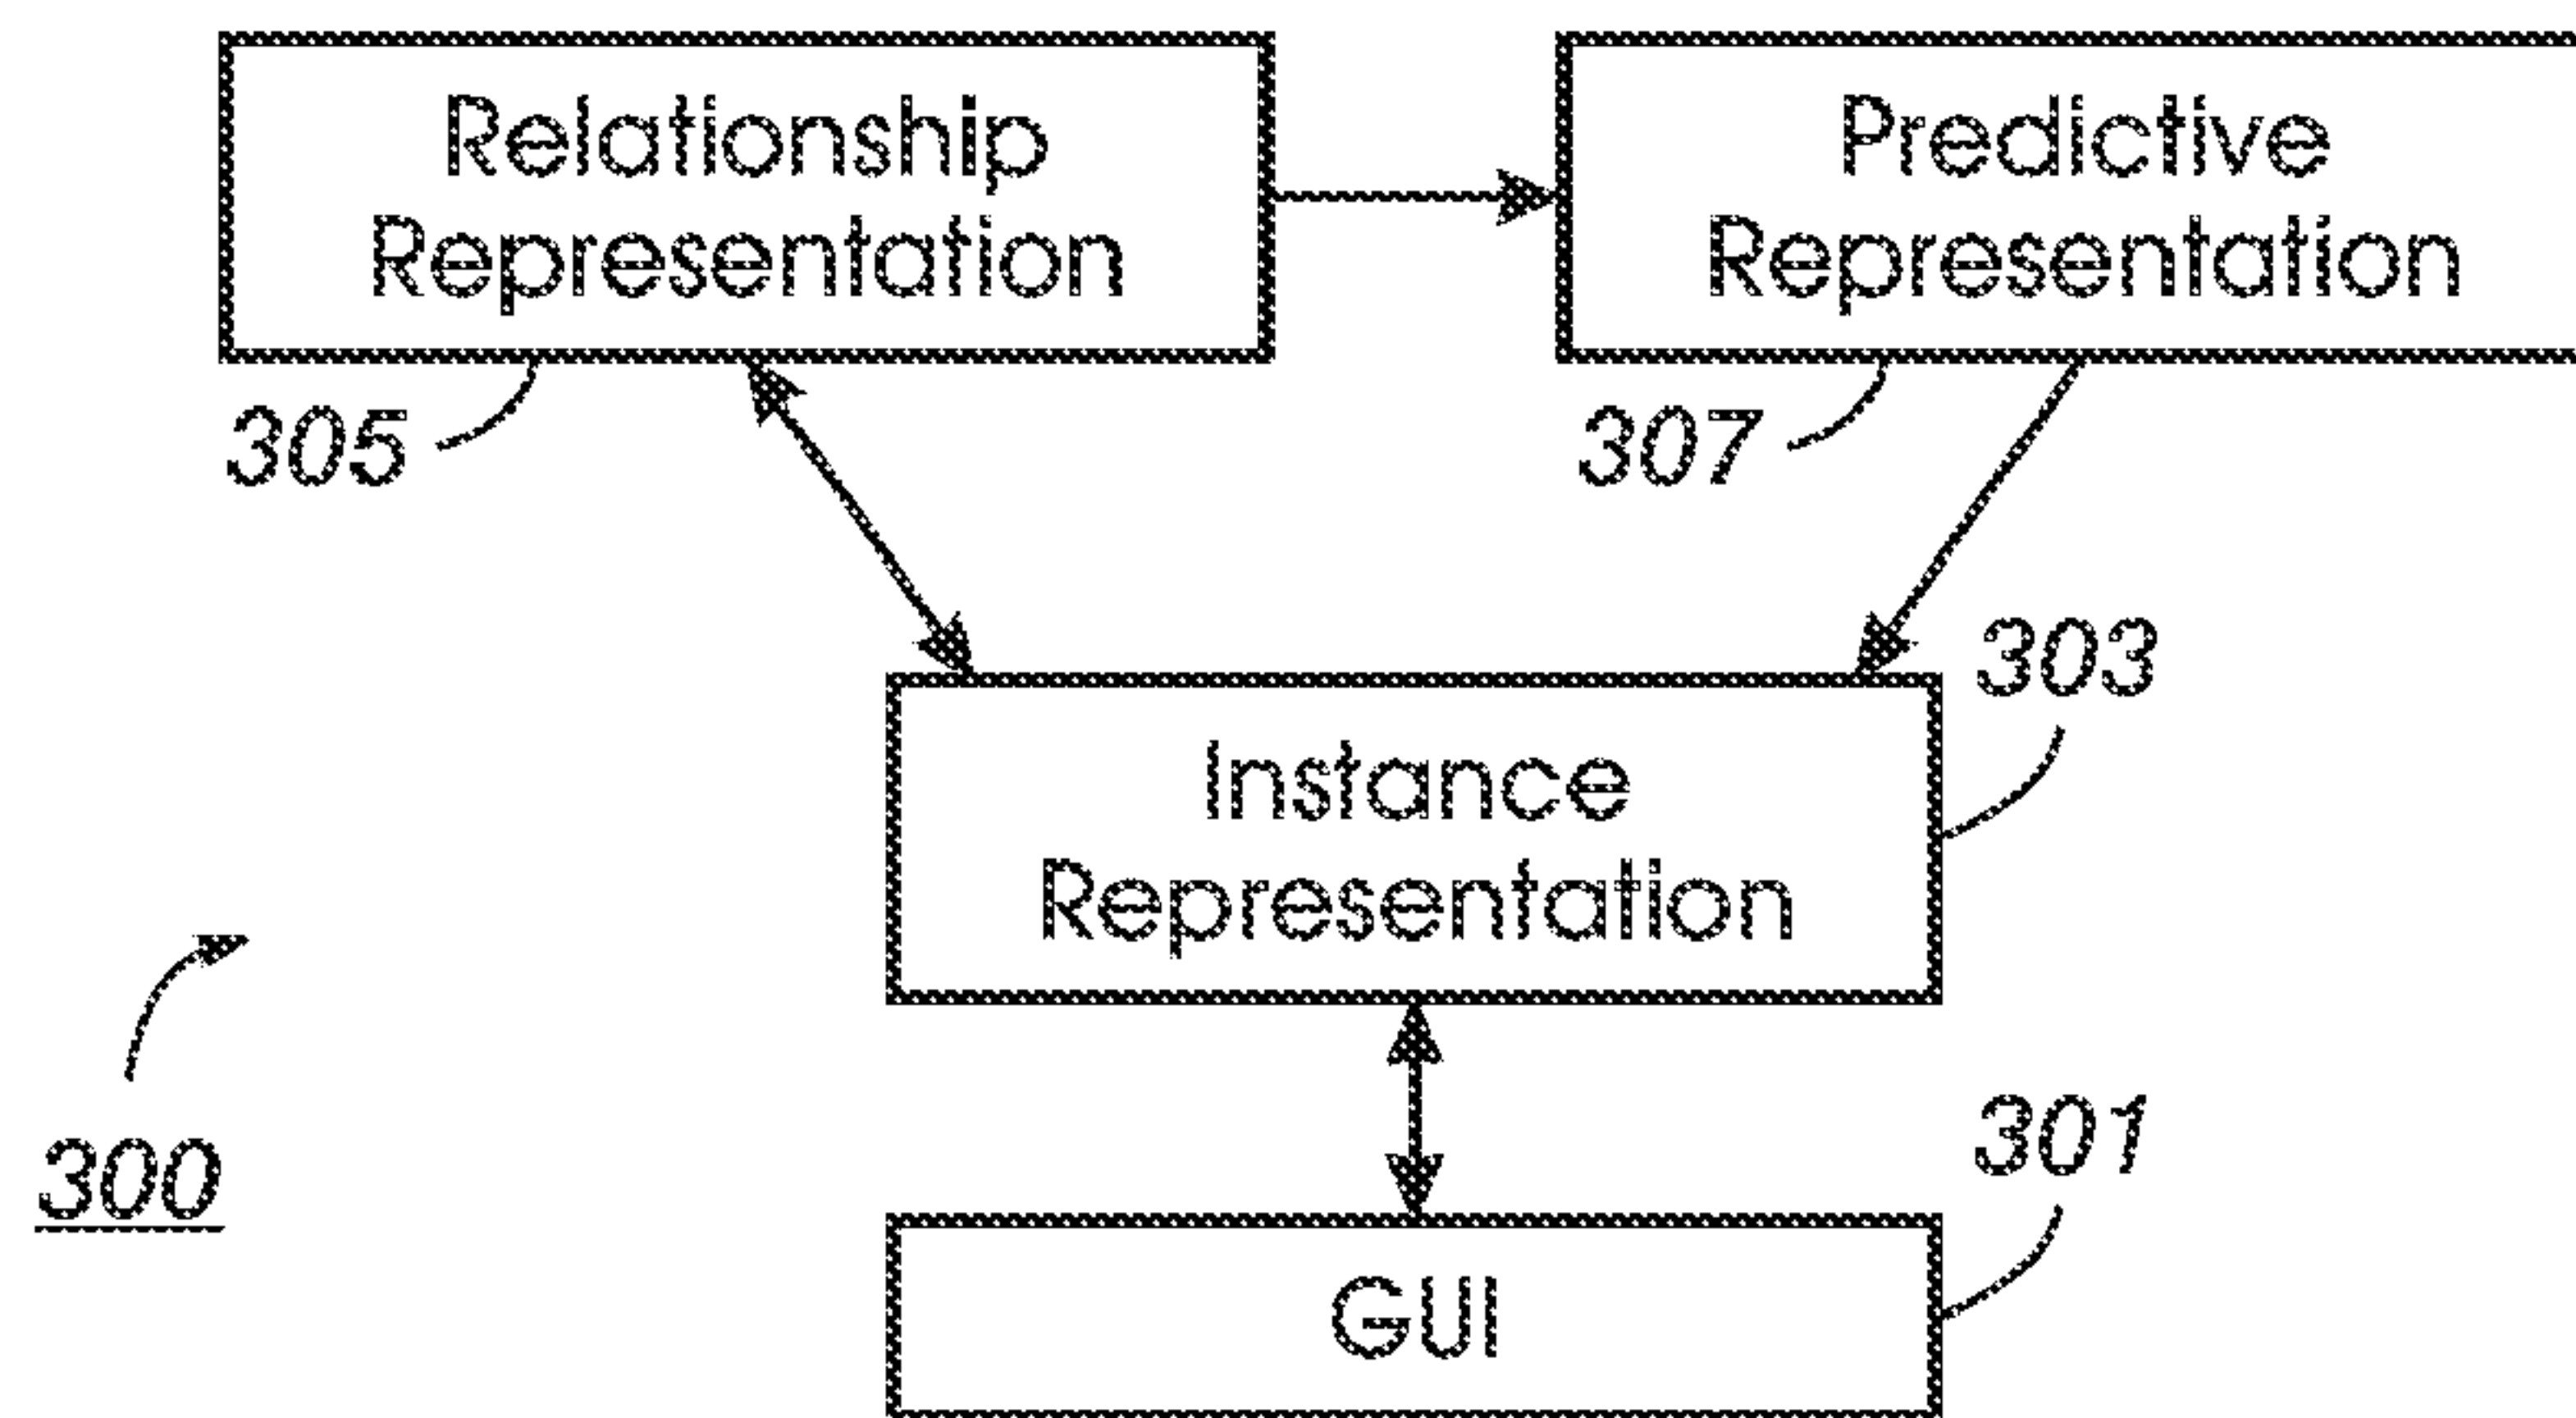 Relationship
Representation
Predictive
Representation
305
307
303
Instance
Representation
300
301
GUI